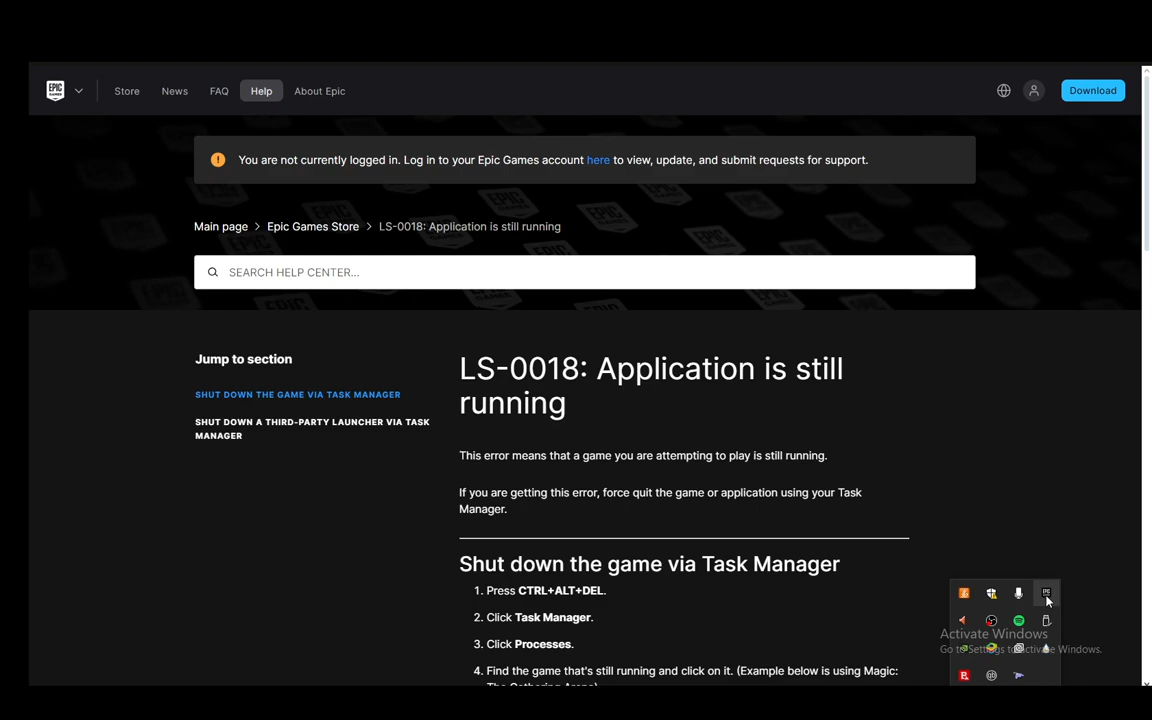 EPIC GAMES
Store
News
FAQ
Help
About Epic
Download
You are not currently logged in. Log in to your Epic Games account here to view, update, and submit requests for support.
Main page > Epic Games Store > LS-0018: Application is still running
SEARCH HELP CENTER...
Jump to section
SHUT DOWN THE GAME VIA TASK MANAGER
SHUT DOWN A THIRD-PARTY LAUNCHER VIA TASK
MANAGER
LS-0018: Application is still
running
This error means that a game you are attempting to play is still running.
If you are getting this error, force quit the game or application using your Task
Manager.
Shut down the game via Task Manager
1. Press CTRL+ALT+DEL.
2. Click Task Manager.
3. Click Processes.
4. Find the game that's still running and click on it. (Example below is using Magic:
The Gathering Arena)
Activate Windows
Go to Settings to activate Windows.